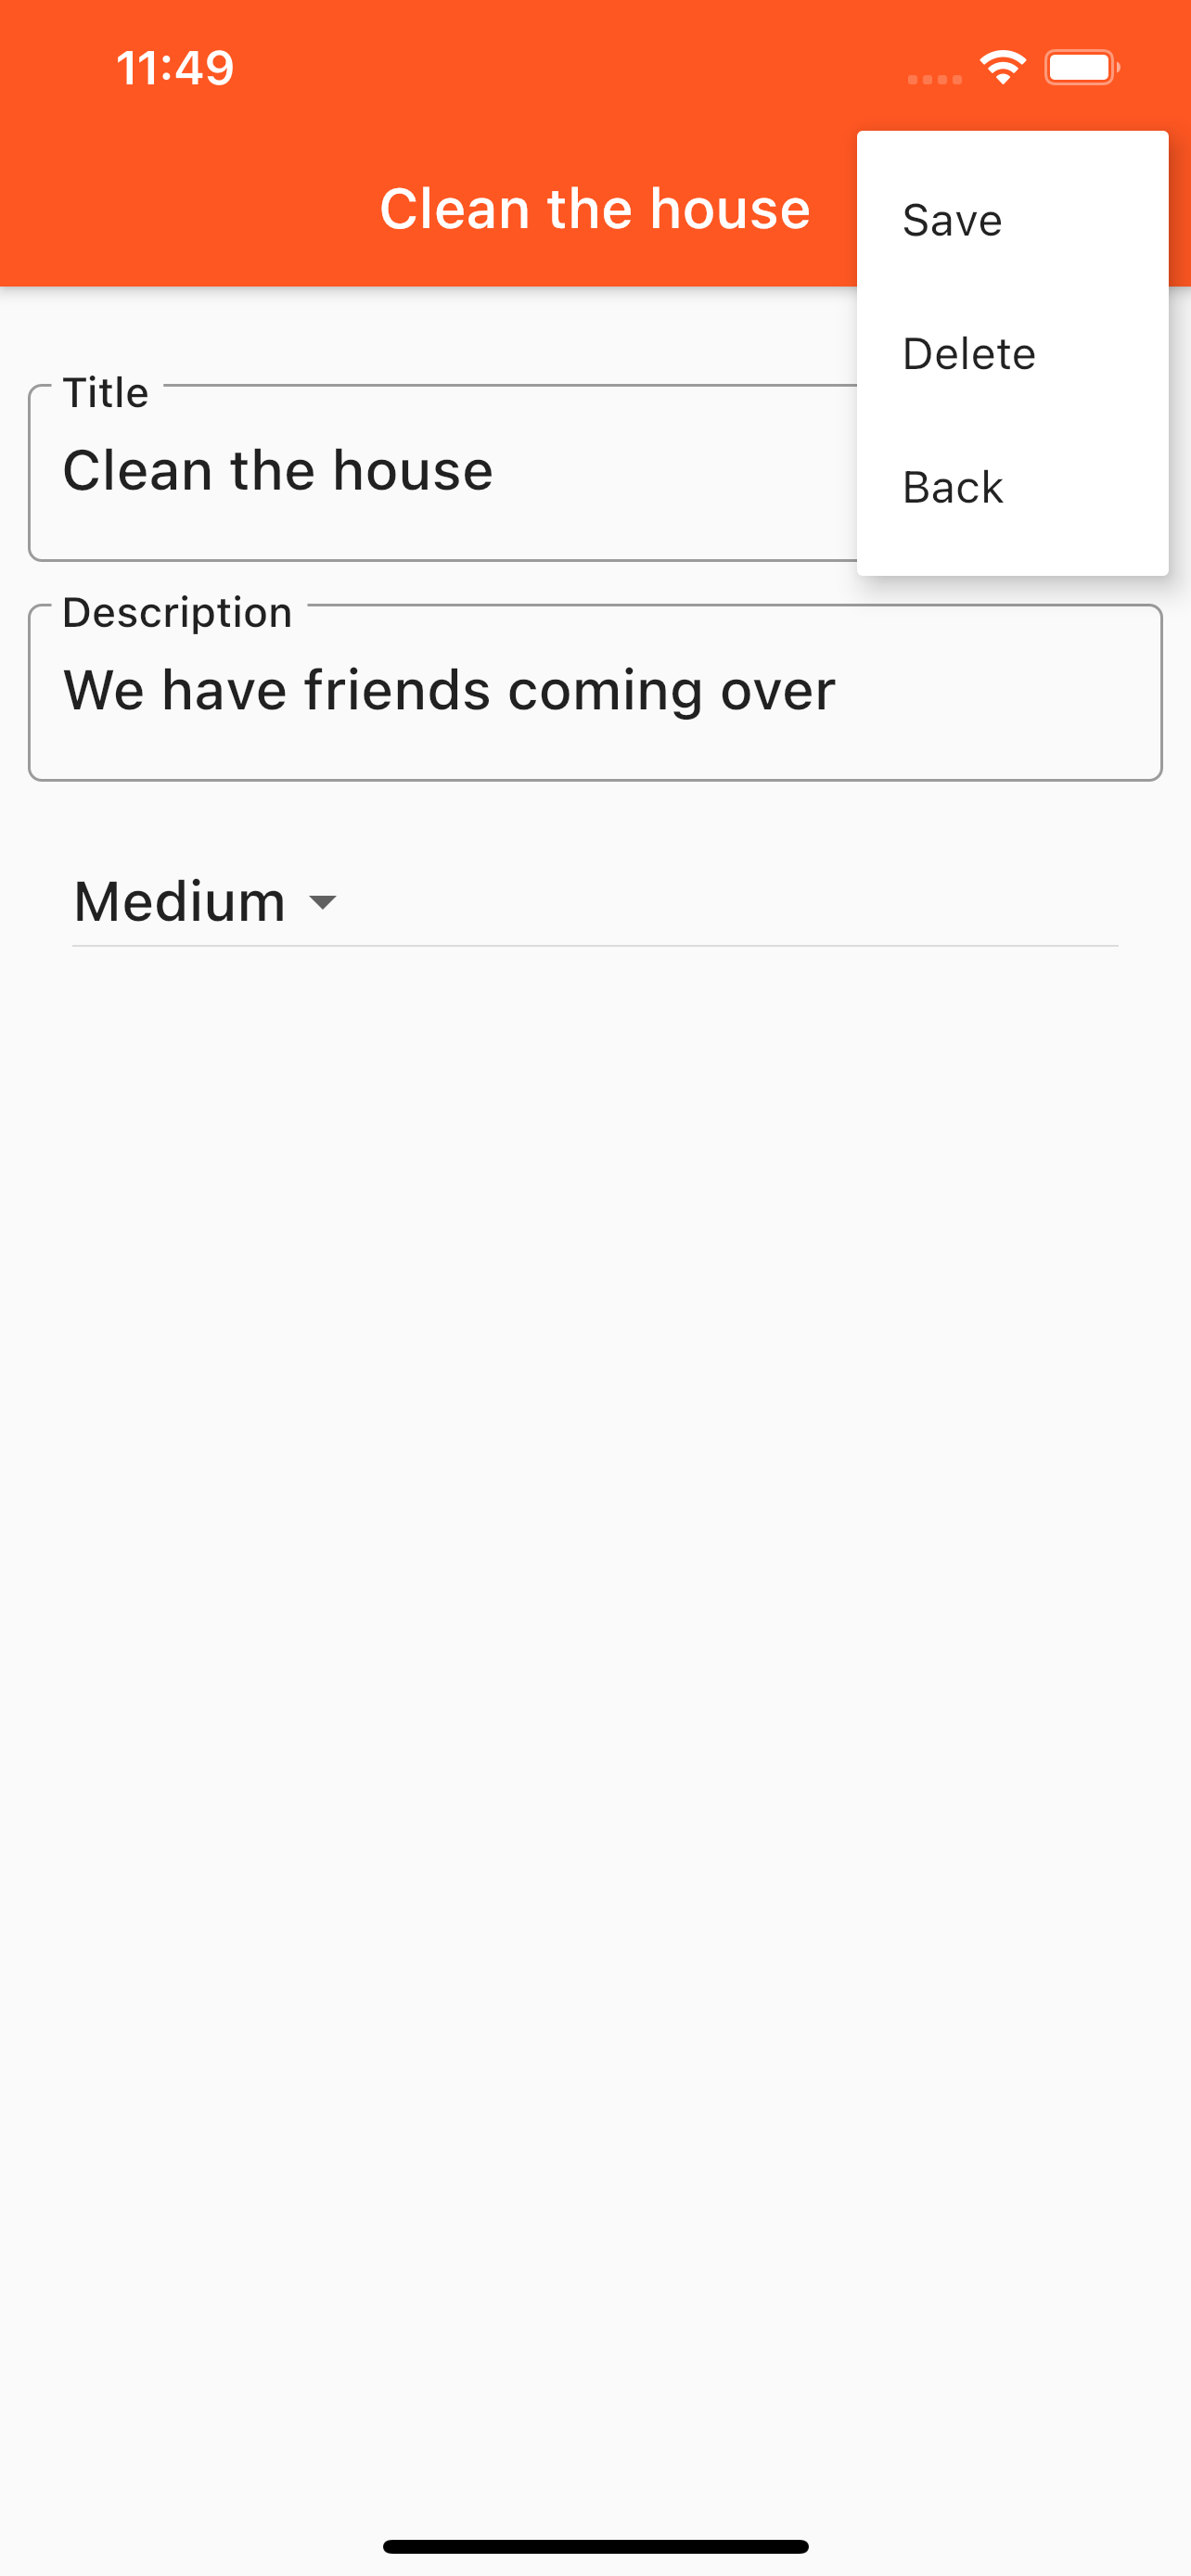 11:49
Clean the house
Save
Delete
Back
Title
Clean the house
Description
We have friends coming over
Medium